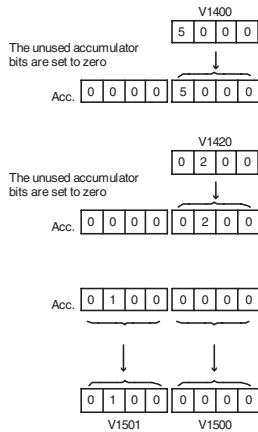 V1400
5 0 0 0
The unused accumulator
bits are set to zero
Acc. 0 0 0 0 5 0 0 0
V1420
0 2 0 0
The unused accumulator
bits are set to zero
Acc. 0 0 0 0 0 2 0 0
Acc. 0 1 0 0 0 0 0 0
0 1 0 0 0 0 0 0
V1501 V1500